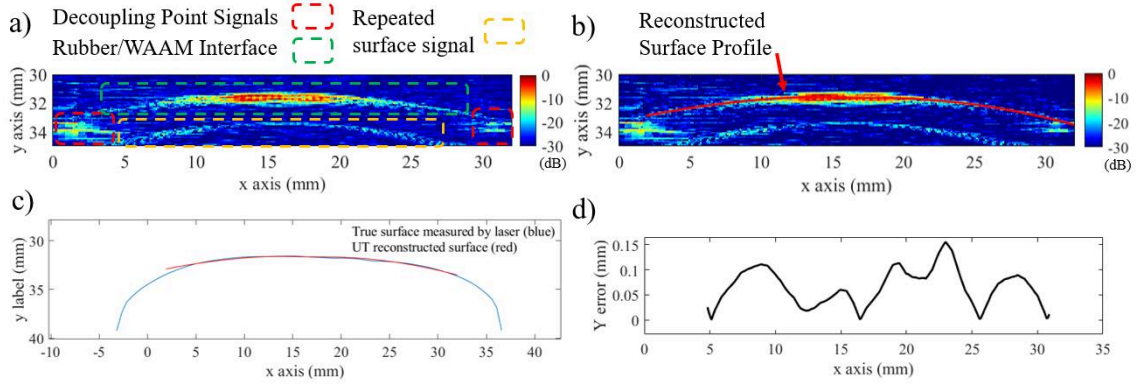 a)
Decoupling Point Signals
Rubber/WAAM Interface
Repeated
surface signal
30
32
34
y axis (mm)
0 5 10 15 20 25 30
x axis (mm)
0
-10
-20
-30
(dB)
b)
Reconstructed
Surface Profile
30
32
34
y axis (mm)
0 5 10 15 20 25 30
x axis (mm)
0
-10
-20
-30
(dB)
c)
True surface measured by laser (blue)
UT reconstructed surface (red)
30
35
40
y label (mm)
-10 -5 0 5 10 15 20 25 30 35 40
x axis (mm)
d)
0.15
0.1
0.05
0
Y error (mm)
0 5 10 15 20 23 30 35
x axis (mm)